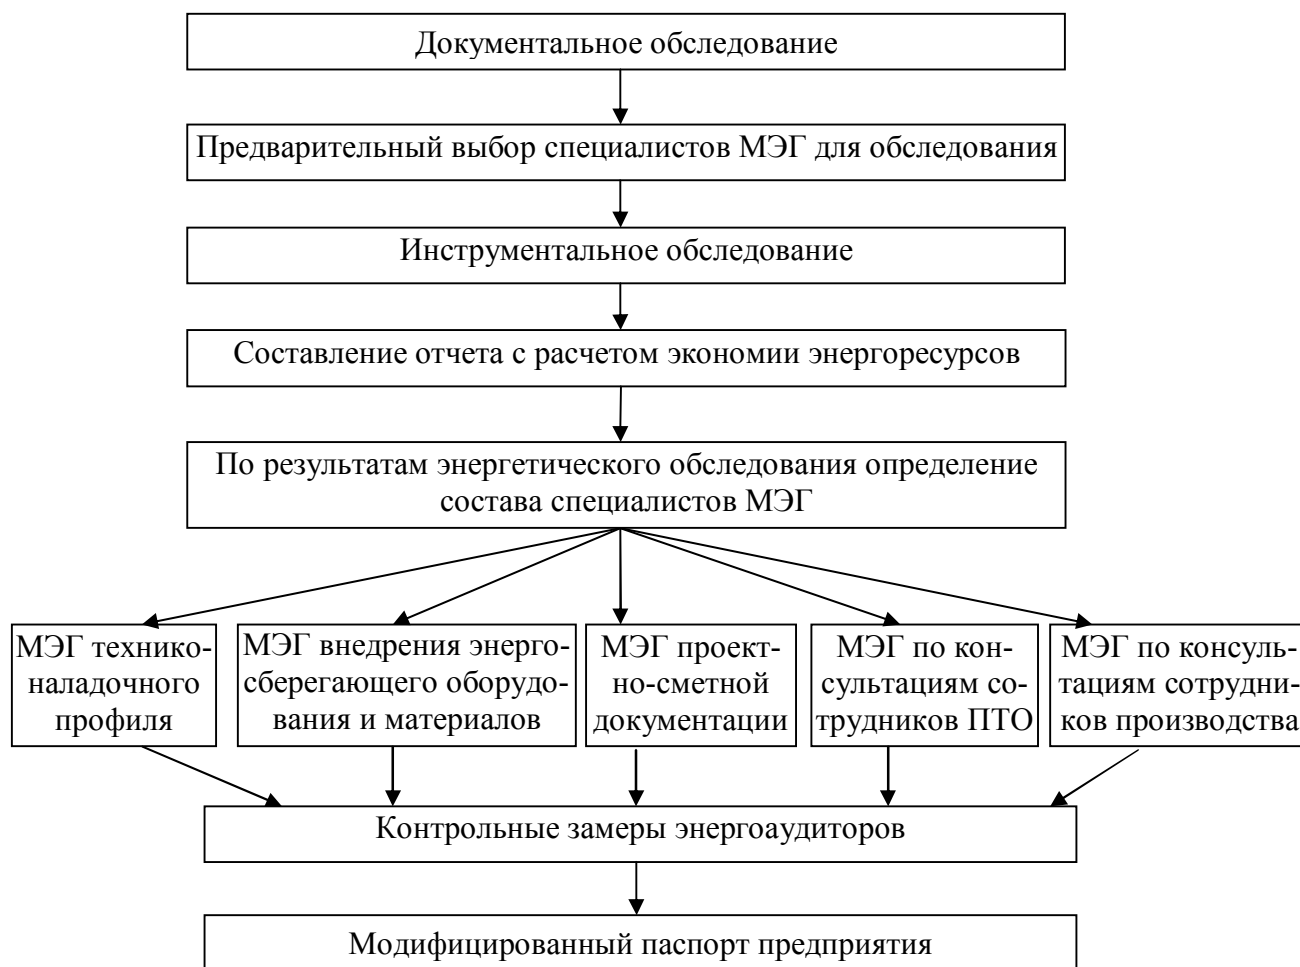 Документальное обследование
Предварительный выбор специалистов МЭГ для обследования
Инструментальное обследование
Составление отчета с расчетом экономии энергоресурсов
По результатам энергетического обследования определение
состава специалистов МЭГ
МЭГ технико-
наладочного
профиля
МЭГ внедрения энерго-
сберегающего оборудо-
вания и материалов
МЭГ проект-
но-сметной
документации
МЭГ по кон-
сультациям со-
трудников ПТО
МЭГ по консуль-
тациям сотрудни-
ков производства
Контрольные замеры энергоаудиторов
Модифицированный паспорт предприятия